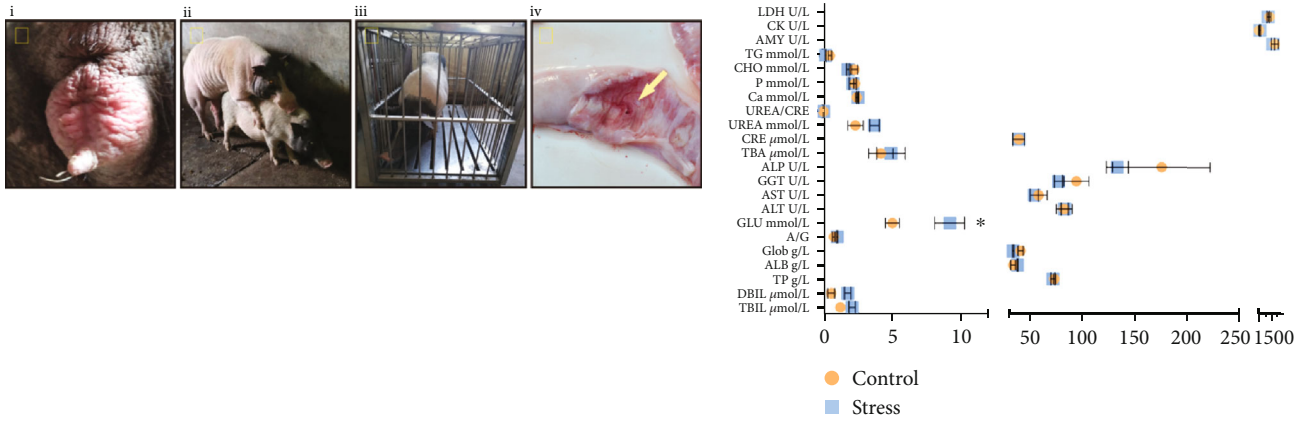 i
ii
iii
iv
LDH U/L
CK U/L
AMY U/L
TG mmol/L
CHO mmol/L
P mmol/L
Ca mmol/L
UREA/CRE
UREA mmol/L
CRE μmol/L
TBA μmol/L
ALP U/L
GGT U/L
AST U/L
ALT U/L
GLU mmol/L
*
A/G
Glob g/L
ALB g/L
TP g/L
DBIL μmol/L
TBIL μmol/L
0 5 10 50 100 150 200 250 1500
Control
Stress